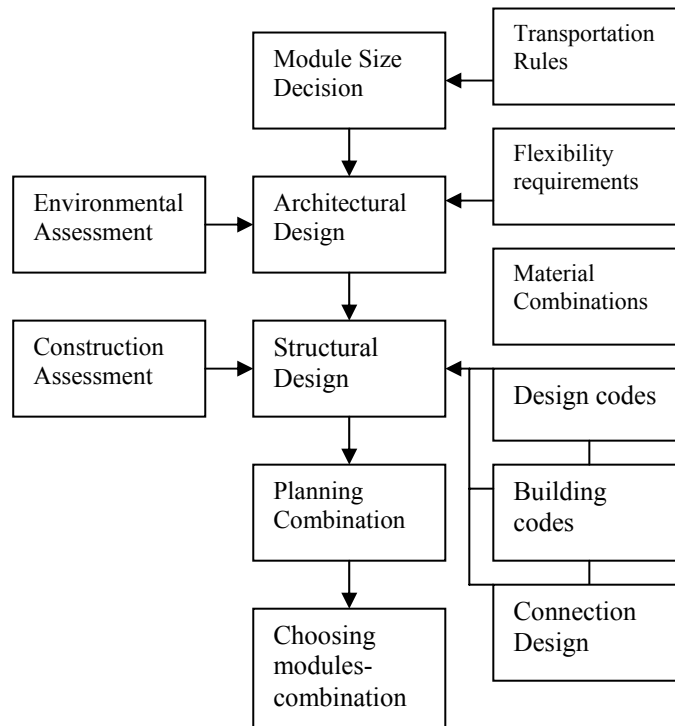 Transportation
Rules
Module Size
Decision
Flexibility
requirements
Environmental
Assessment
Architectural
Design
Material
Combinations
Construction
Assessment
Structural
Design
Design codes
Planning
Combination
Building
codes
Connection
Design
Choosing
modules-
combination